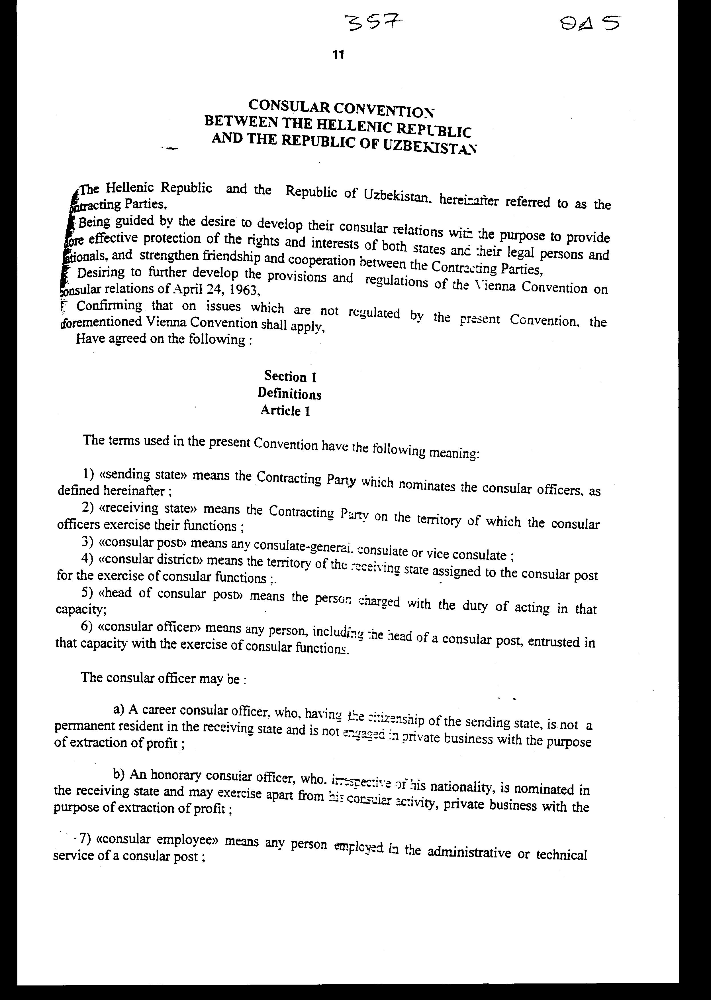 357
11
CONSULAR CONVENTION
BETWEEN THE HELLENIC REPUBLIC
AND THE REPUBLIC OF UZBEKISTAN
The Hellenic Republic and the Republic of Uzbekistan. hereinafter referred to as the
ontracting Parties,
Being guided by the desire to develop their consular relations with the purpose to provide
ore effective protection of the rights and interests of both states and their legal persons and
ationals, and strengthen friendship and cooperation between the Contracting Parties,
Desiring to further develop the provisions and regulations of the Vienna Convention on
consular relations of April 24, 1963,
Confirming that on issues which are not regulated by the present Convention, the
forementioned Vienna Convention shall apply,
Have agreed on the following :
Section 1
Definitions
Article 1
The terms used in the present Convention have the following meaning:
1) «sending state» means the Contracting Party which nominates the consular officers, as
defined hereinafter ;
2) «receiving state» means the Contracting Party on the territory of which the consular
officers exercise their functions ;
3) «consular post» means any consulate-general. consulate or vice consulate ;
4) «consular district» means the territory of the receiving state assigned to the consular post
for the exercise of consular functions ;
5) «head of consular post» means the person charged with the duty of acting in that
capacity;
6) «consular officer» means any person, including the head of a consular post, entrusted in
that capacity with the exercise of consular functions.
The consular officer may be :
a) A career consular officer, who, having the citizenship of the sending state, is not a
permanent resident in the receiving state and is not engaged in private business with the purpose
of extraction of profit ;
b) An honorary consular officer, who. irrespective of his nationality, is nominated in
the receiving state and may exercise apart from his consular activity, private business with the
purpose of extraction of profit ;
7) «consular employee» means any person employed in the administrative or technical
service of a consular post ;